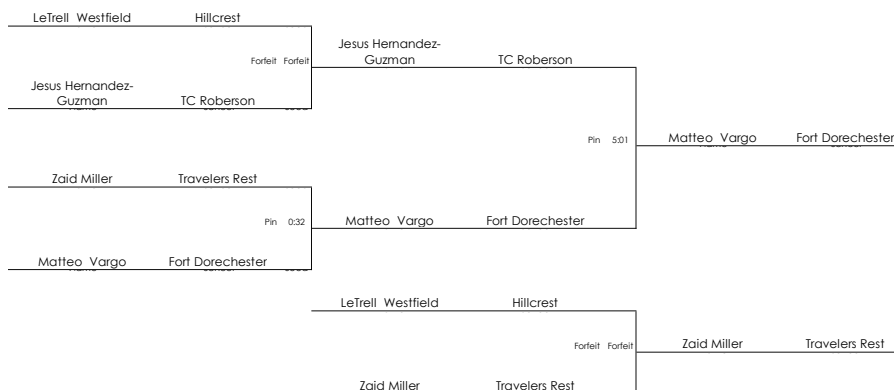 LeTrell Westfield Hillcrest
Jesus Hernandez-
Guzman TC Roberson
Forfeit Forfeit
Jesus Hernandez-
Guzman TC Roberson
Pin 5:01 Matteo Vargo Fort Dorechester
Zaid Miller Travelers Rest
Pin 0:32 Matteo Vargo Fort Dorechester
Matteo Vargo Fort Dorechester
LeTrell Westfield Hillcrest
Forfeit Forfeit Zaid Miller Travelers Rest
Zaid Miller Travelers Rest